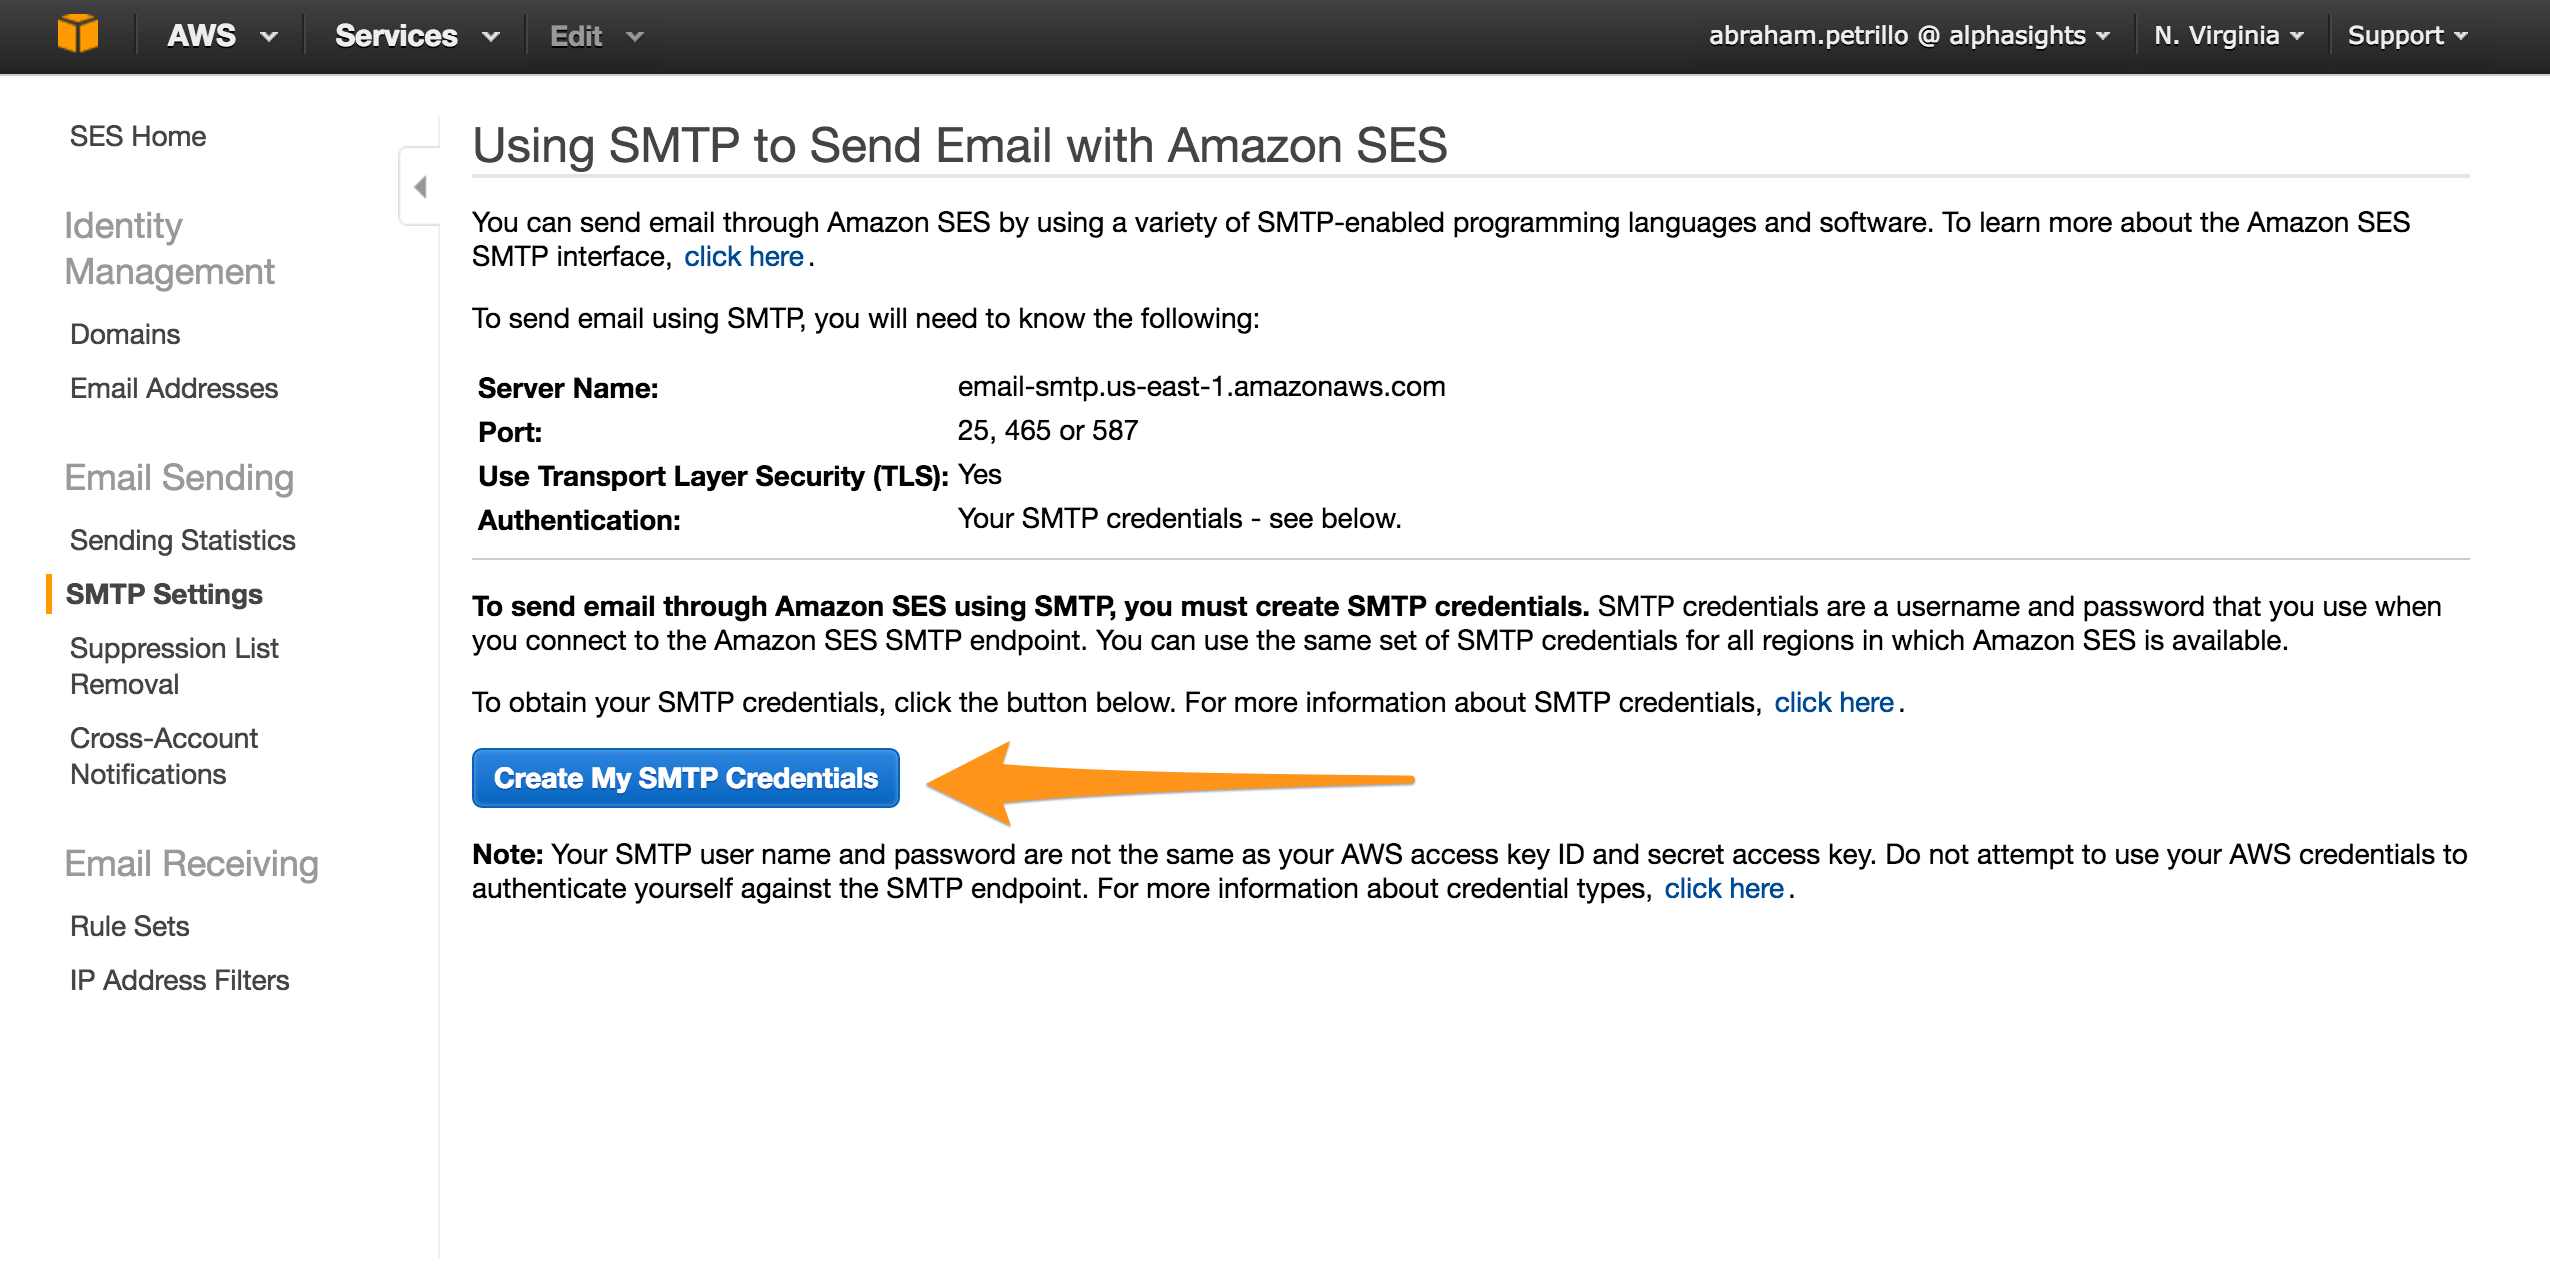 AWS Services Edit abraham.petrillo @ alphasights N. Virginia Support
SES Home
Identity
Management
Domains
Email Addresses
Email Sending
Sending Statistics
SMTP Settings
Suppression List
Removal
Cross-Account
Notifications
Email Receiving
Rule Sets
IP Address Filters
Using SMTP to Send Email with Amazon SES
You can send email through Amazon SES by using a variety of SMTP-enabled programming languages and software. To learn more about the Amazon SES
SMTP interface, click here.
To send email using SMTP, you will need to know the following:
Server Name: email-smtp.us-east-1.amazonaws.com
Port: 25, 465 or 587
Use Transport Layer Security (TLS): Yes
Authentication: Your SMTP credentials - see below.
To send email through Amazon SES using SMTP, you must create SMTP credentials. SMTP credentials are a username and password that you use when
you connect to the Amazon SES SMTP endpoint. You can use the same set of SMTP credentials for all regions in which Amazon SES is available.
To obtain your SMTP credentials, click the button below. For more information about SMTP credentials, click here.
Create My SMTP Credentials
Note: Your SMTP user name and password are not the same as your AWS access key ID and secret access key. Do not attempt to use your AWS credentials to
authenticate yourself against the SMTP endpoint. For more information about credential types, click here.